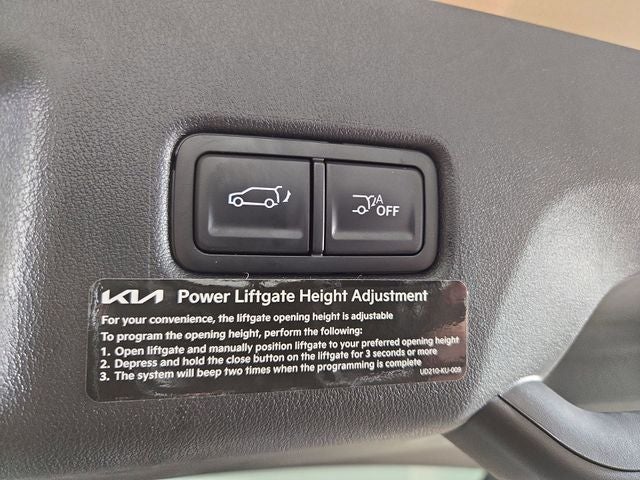 A
OFF
KIA Power Liftgate Height Adjustment
For your convenience, the liftgate opening height is adjustable
To program the opening height, perform the following:
1. Open liftgate and manually position liftgate to your preferred opening height
2. Depress and hold the close button on the liftgate for 3 seconds or more
3. The system will beep two times when the programming is complete
UD210-KU-009